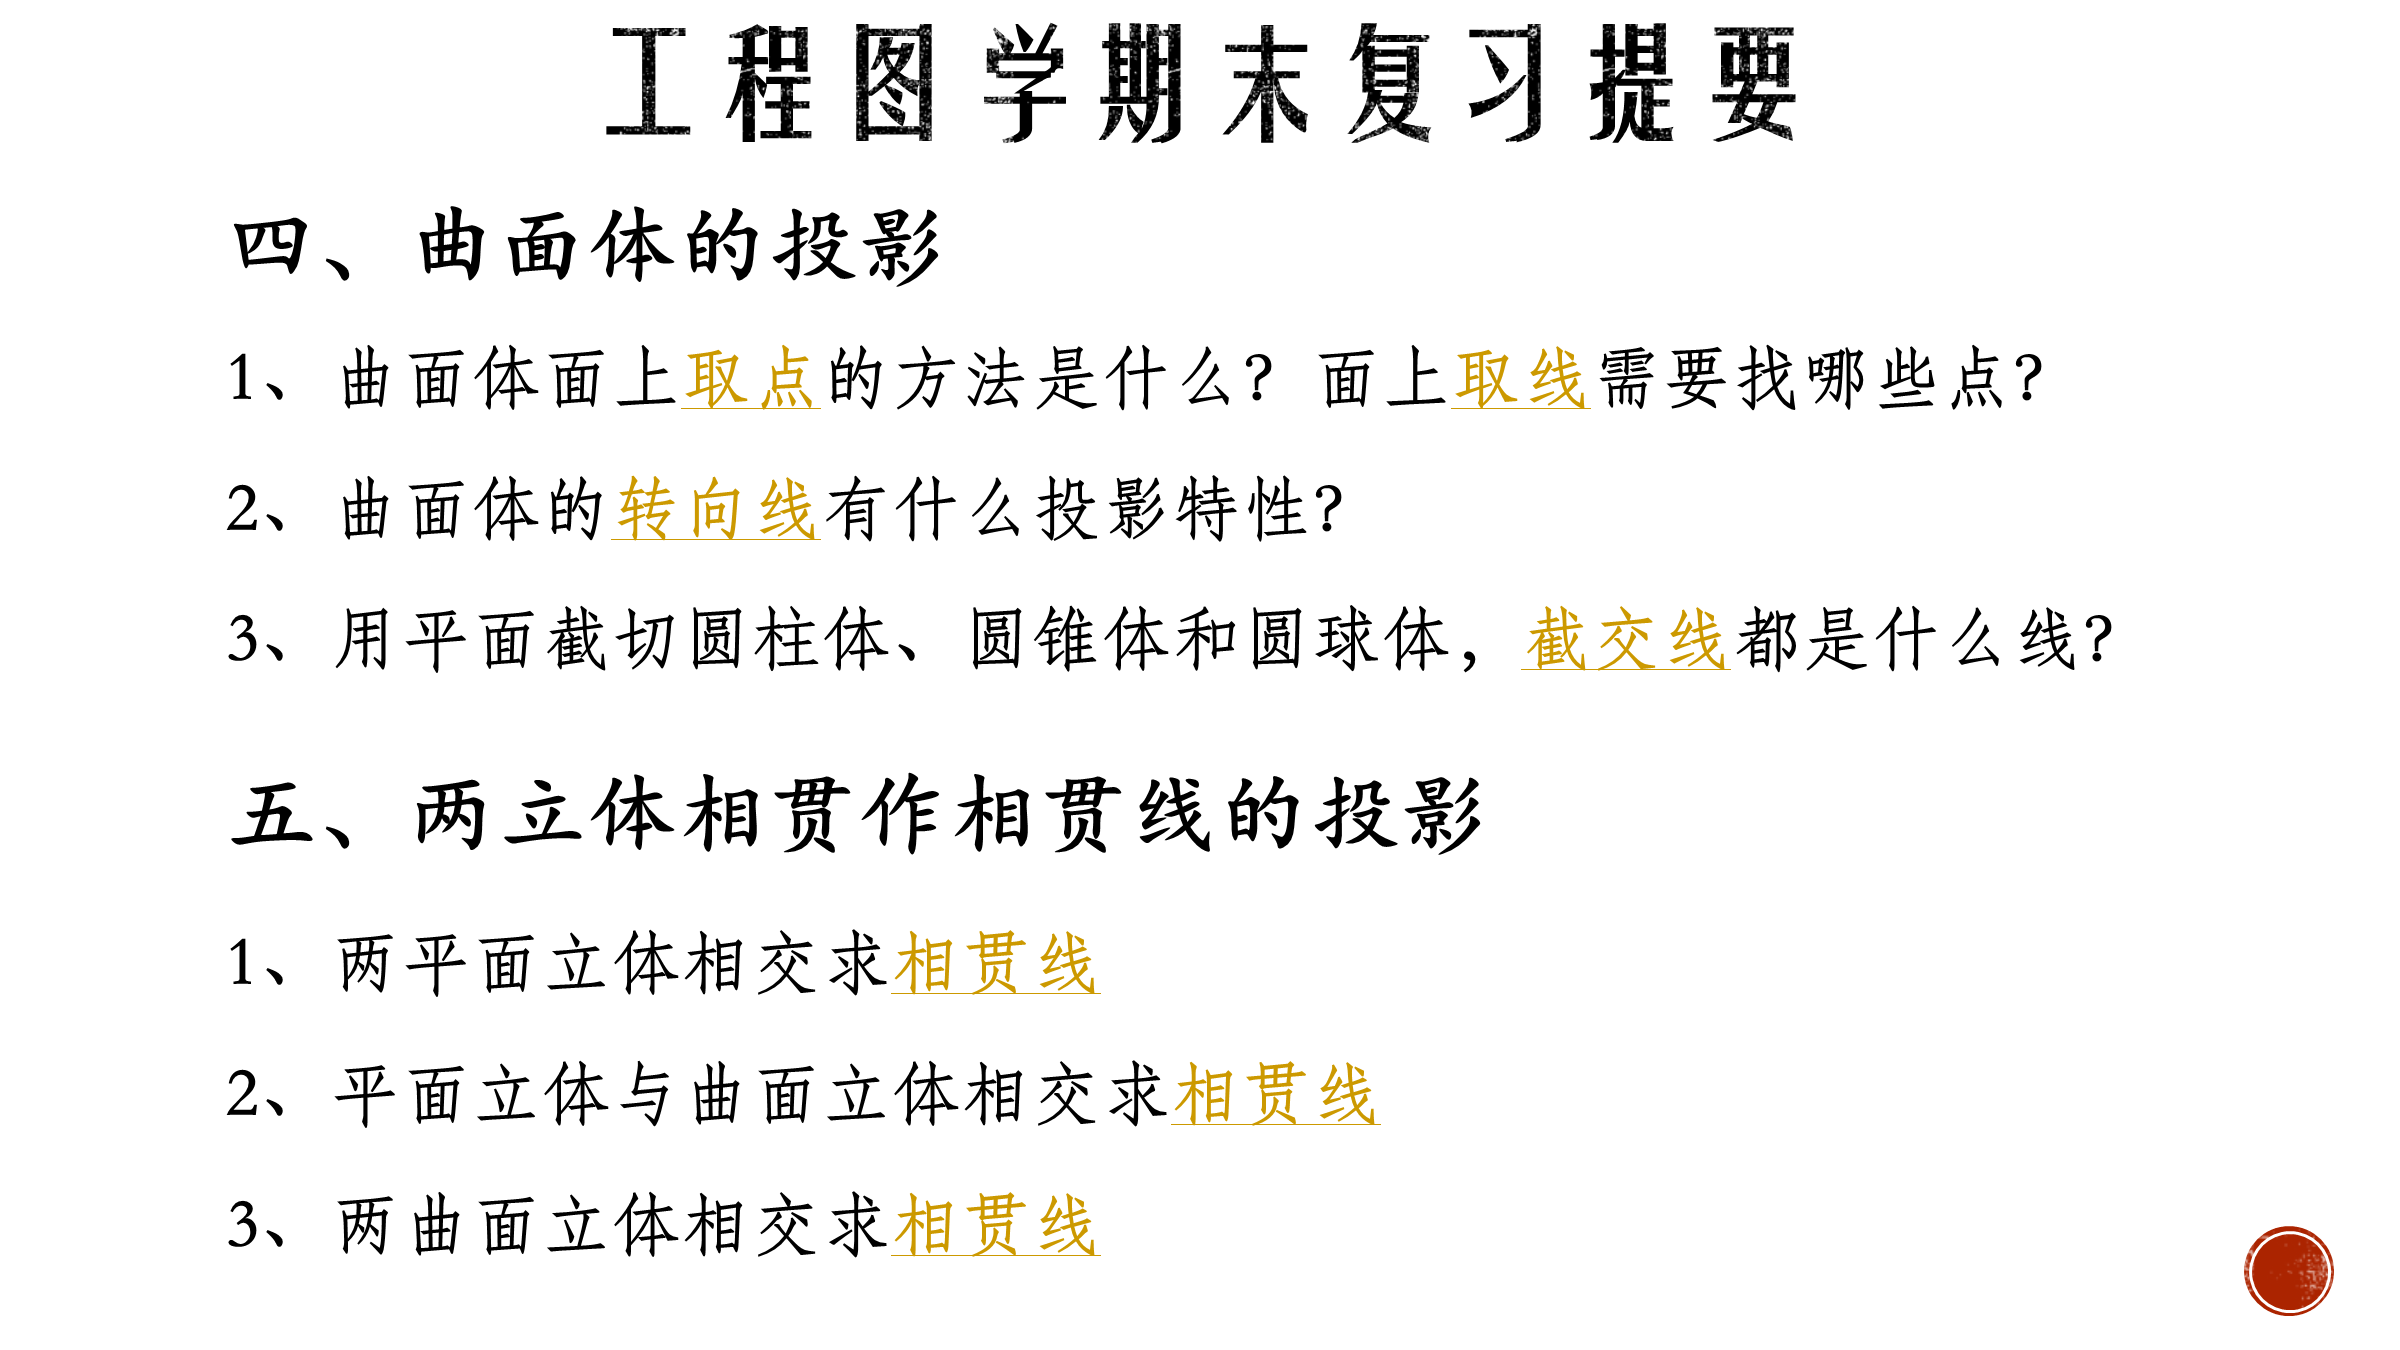 工程图学期末复习提要
四、曲面体的投影
1、曲面体面上取点的方法是什么？面上取线需要找哪些点？
2、曲面体的转向线有什么投影特性？
3、用平面截切圆柱体、圆锥体和圆球体，截交线都是什么线？
五、两立体相贯作相贯线的投影
1、两平面立体相交求相贯线
2、平面立体与曲面立体相交求相贯线
3、两曲面立体相交求相贯线